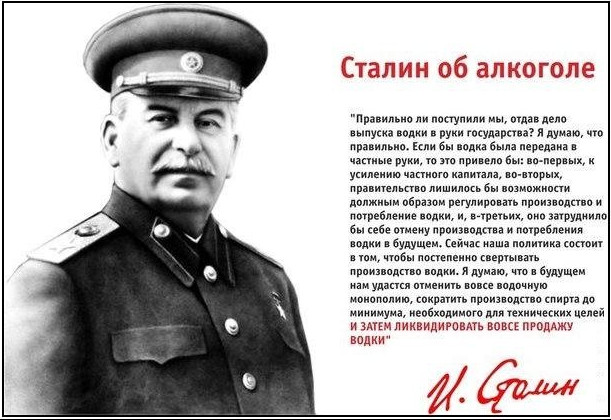 Сталин об алкоголе
"Правильно ли поступили мы, отдав дело
выпуска водки в руки государства? Я думаю, что
правильно. Если бы водка была передана в
частные руки, то это привело бы: во-первых, к
усилению частного капитала, во-вторых,
правительство лишилось бы возможности
должным образом регулировать производство и
потребление водки, и, в-третьих, оно затруднило
бы себе отмену производства и потребления
водки в будущем. Сейчас наша политика состоит
в том, чтобы постепенно свертывать
производство водки. Я думаю, что в будущем
нам удастся отменить вовсе водочную
монополию, сократить производство спирта до
минимума, необходимого для технических целей
И ЗАТЕМ ЛИКВИДИРОВАТЬ ВОВСЕ ПРОДАЖУ
ВОДКИ"
И. Сталин